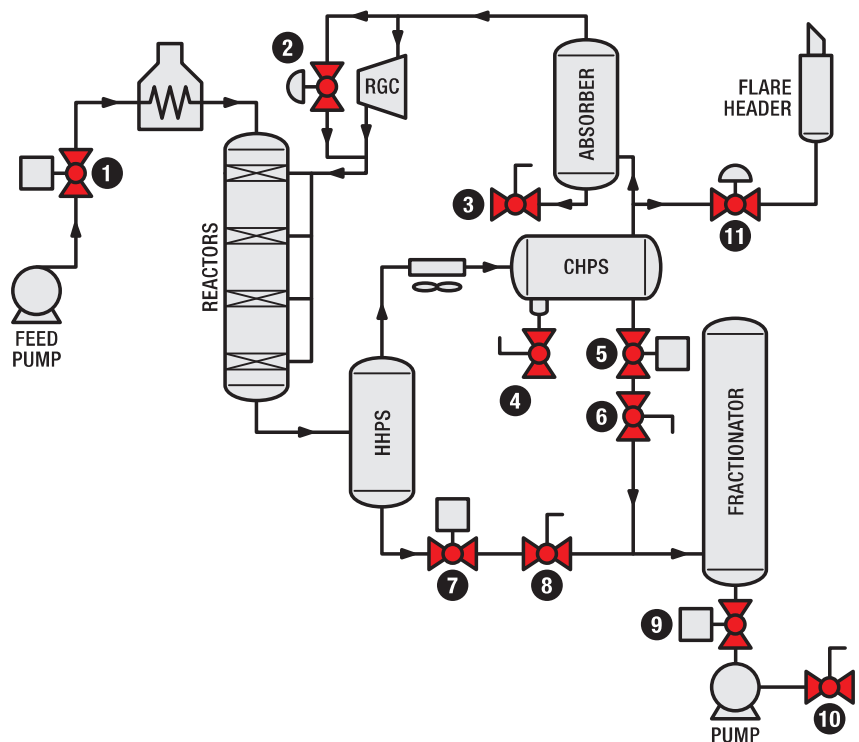 2
RGC
ABSORBER
FLARE
HEADER
1
3
11
REACTORS
CHPS
FEED
PUMP
4
5
6
HHPS
FRACTIONATOR
7
8
9
10
PUMP